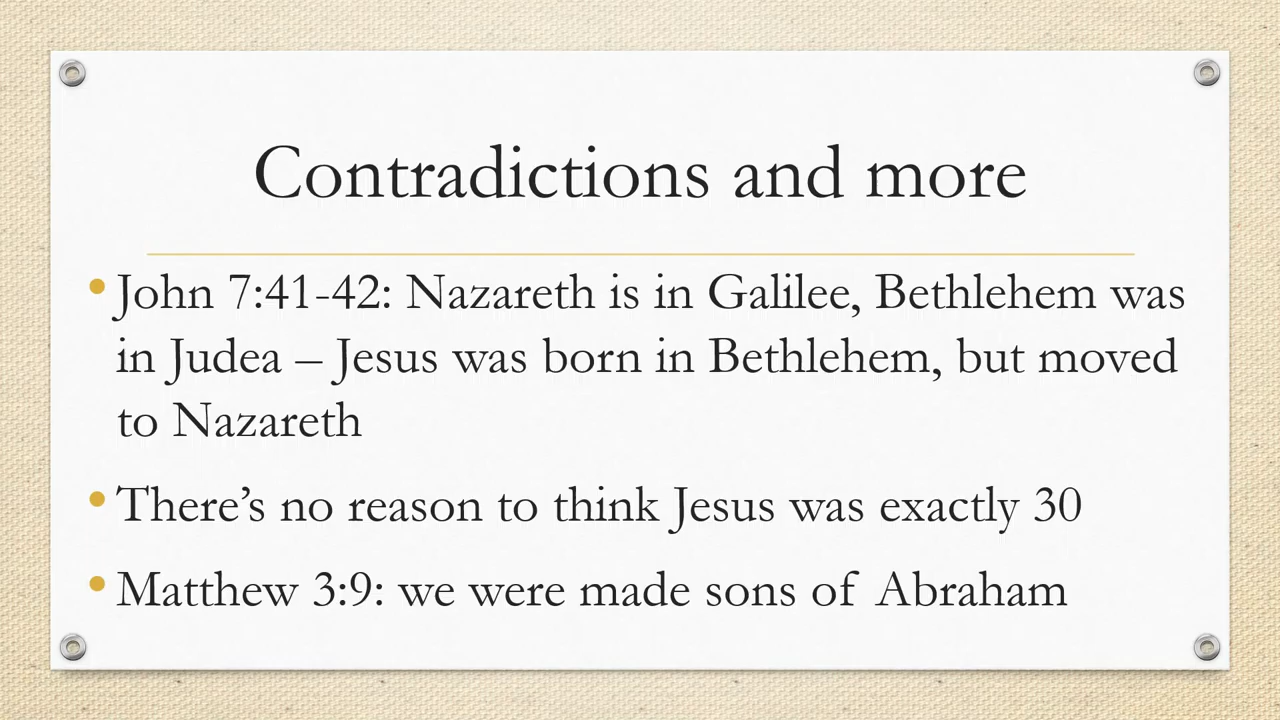 Contradictions and more
• John 7:41-42: Nazareth is in Galilee, Bethlehem was
in Judea – Jesus was born in Bethlehem, but moved
to Nazareth
• There’s no reason to think Jesus was exactly 30
• Matthew 3:9: we were made sons of Abraham